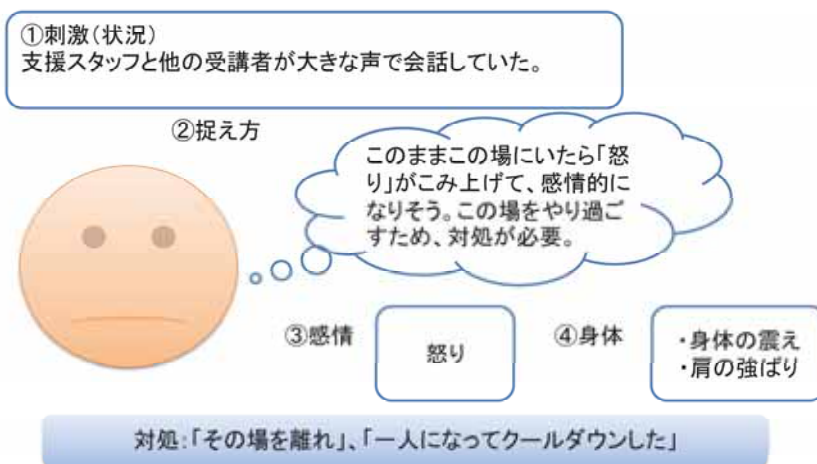 ①刺激(状況)
支援スタッフと他の受講者が大きな声で会話していた。
②捉え方
このままこの場にいたら「怒
り」がこみ上げて、感情的に
なりそう。この場をやり過ご
すため、対処が必要。
③感情
怒り
④身体
・身体の震え
・肩の強ばり
対処:「その場を離れ」、「一人になってクールダウンした」